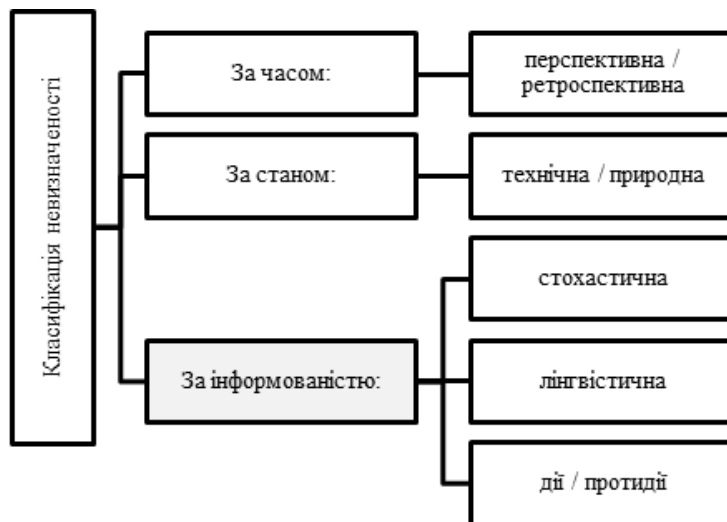 Класифікація невизначеності
За часом:
перспективна /
ретроспективна
За станом:
технічна / природна
За інформованістю:
стохастична
лінгвістична
дії / протидії